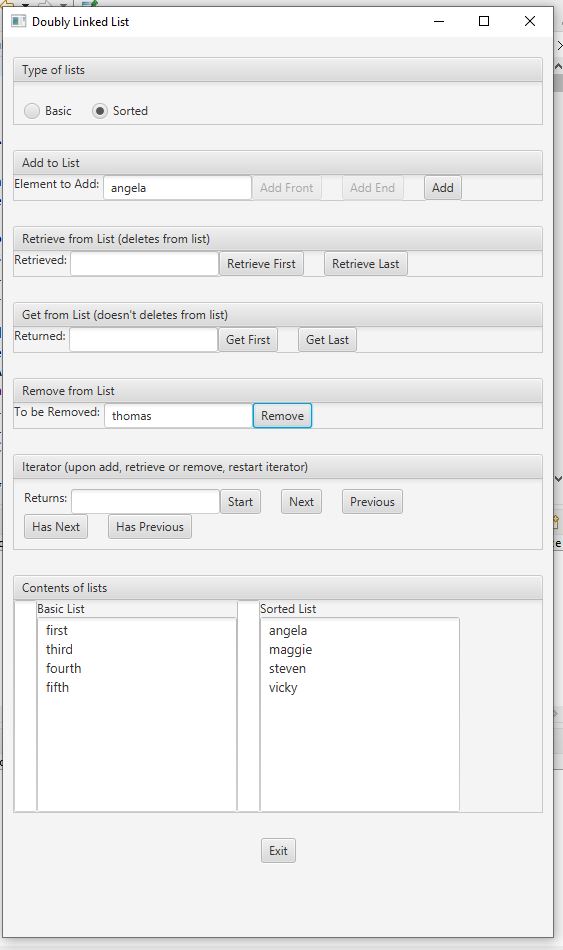 Doubly Linked List
Type of lists
Basic Sorted
Add to List
Element to Add: angela Add Front Add End Add
Retrieve from List (deletes from list)
Retrieved: Retrieve First Retrieve Last
Get from List (doesn't deletes from list)
Returned: Get First Get Last
Remove from List
To be Removed: thomas Remove
Iterator (upon add, retrieve or remove, restart iterator)
Returns: Start Next Previous
Has Next Has Previous
Contents of lists
Basic List Sorted List
first angela
third maggie
fourth steven
fifth vicky
Exit